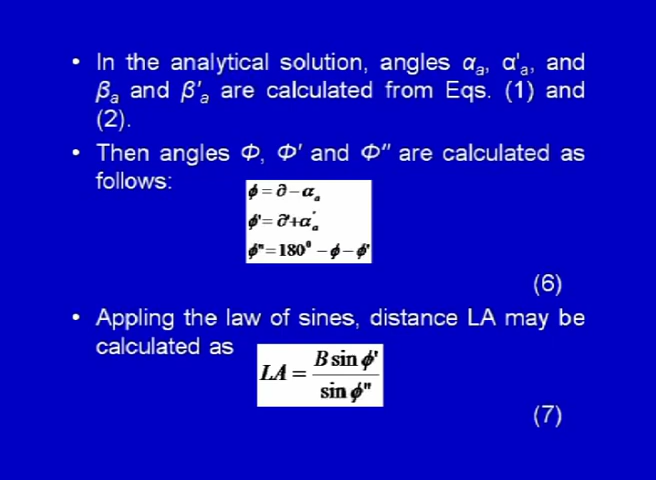 • In the analytical solution, angles αₐ, α'ₐ, and
βₐ and β'ₐ are calculated from Eqs. (1) and
(2).
• Then angles Φ, Φ' and Φ" are calculated as
follows:
ϕ = ∂ − αₐ
ϕ' = ∂' + α'ₐ
ϕ" = 180⁰ − ϕ − ϕ'
(6)
• Appling the law of sines, distance LA may be
calculated as
LA = B sin ϕ' / sin ϕ"
(7)